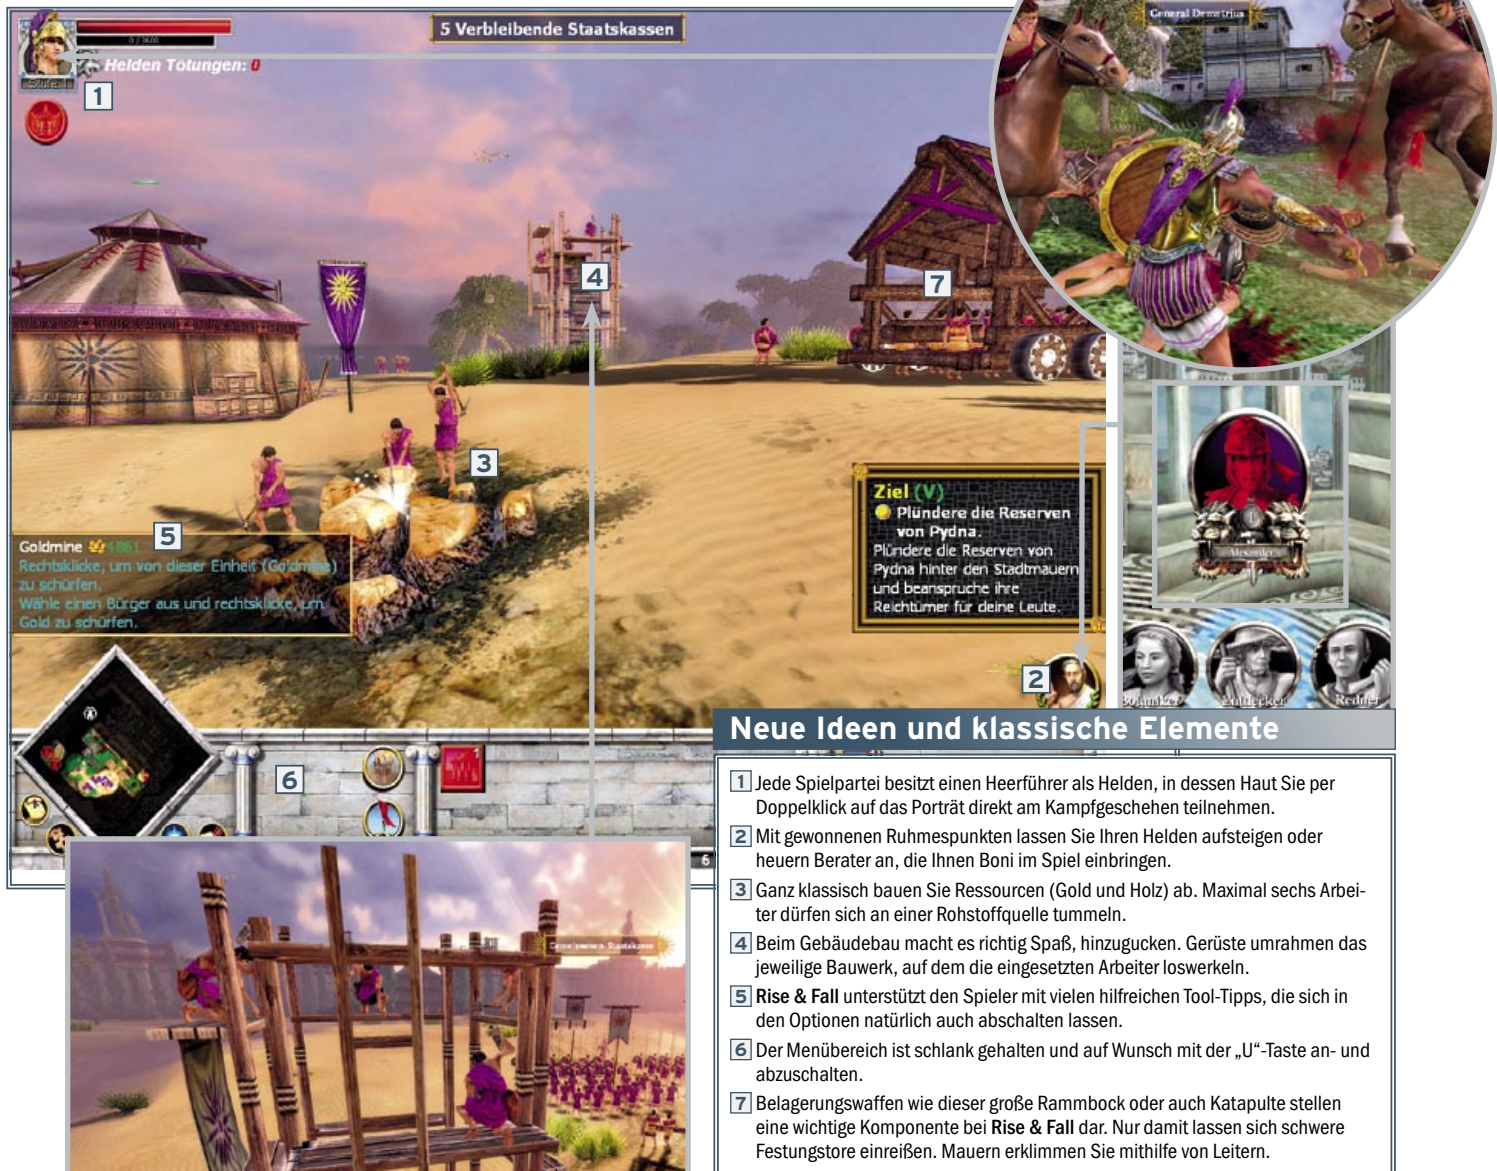 5 Verbleibende Staatskassen
General Demetrius
0 / 3600
Helden Tötungen: 0
1
4
7
3
5
Goldmine 4861
Rechtsklicke, um von dieser Einheit (Goldmine)
zu schürfen.
Wähle einen Bürger aus und rechtsklicke, um
Gold zu schürfen.
Ziel (V)
Plündere die Reserven
von Pydna.
Plündere die Reserven von
Pydna hinter den Stadtmauern
und beanspruche ihre
Reichtümer für deine Leute.
Alexander
2
Entdecker
Redner
6
1
6
Gemeinwesen-Staatskasse
Neue Ideen und klassische Elemente
1 Jede Spielpartei besitzt einen Heerführer als Helden, in dessen Haut Sie per
Doppelklick auf das Porträt direkt am Kampfgeschehen teilnehmen.
2 Mit gewonnenen Ruhmespunkten lassen Sie Ihren Helden aufsteigen oder
heuern Berater an, die Ihnen Boni im Spiel einbringen.
3 Ganz klassisch bauen Sie Ressourcen (Gold und Holz) ab. Maximal sechs Arbei-
ter dürfen sich an einer Rohstoffquelle tummeln.
4 Beim Gebäudebau macht es richtig Spaß, hinzugucken. Gerüste umrahmen das
jeweilige Bauwerk, auf dem die eingesetzten Arbeiter loswerkeln.
5 Rise & Fall unterstützt den Spieler mit vielen hilfreichen Tool-Tipps, die sich in
den Optionen natürlich auch abschalten lassen.
6 Der Menübereich ist schlank gehalten und auf Wunsch mit der „U“-Taste an- und
abzuschalten.
7 Belagerungswaffen wie dieser große Rammbock oder auch Katapulte stellen
eine wichtige Komponente bei Rise & Fall dar. Nur damit lassen sich schwere
Festungstore einreißen. Mauern erklimmen Sie mithilfe von Leitern.